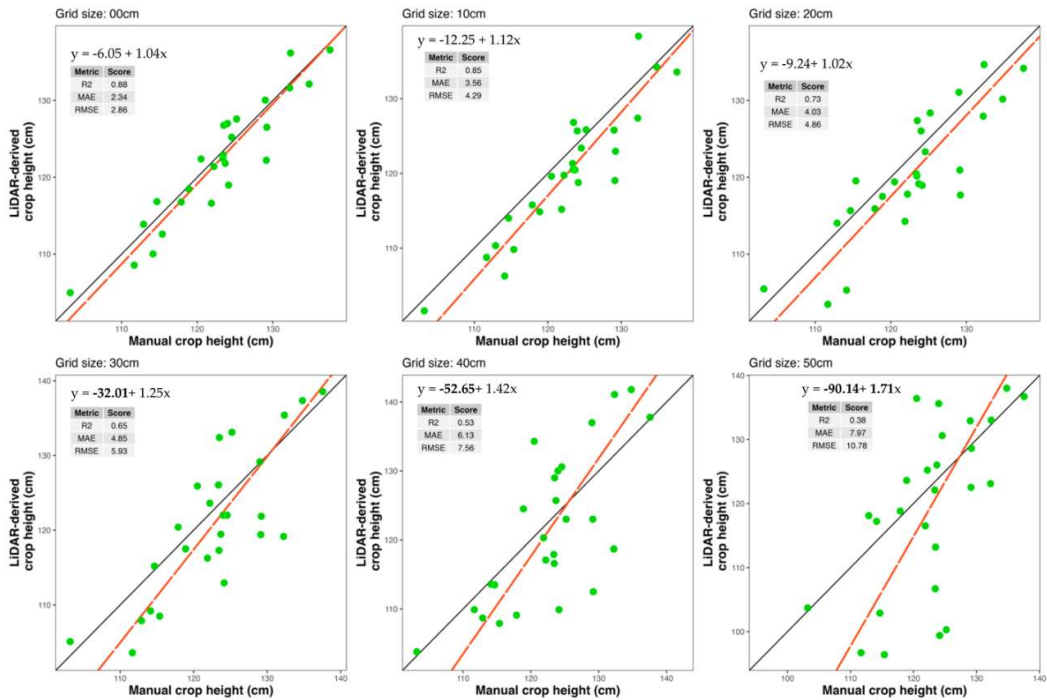 Grid size: 00cm
y = -6.05 + 1.04x
Metric Score
R2 0.88
MAE 2.34
RMSE 2.86
130
120
110
LiDAR-derived
crop height (cm)
110 120 130
Manual crop height (cm)
Grid size: 10cm
y = -12.25 + 1.12x
Metric Score
R2 0.85
MAE 3.56
RMSE 4.29
130
120
110
LiDAR-derived
crop height (cm)
110 120 130
Manual crop height (cm)
Grid size: 20cm
y = -9.24+ 1.02x
Metric Score
R2 0.73
MAE 4.03
RMSE 4.86
130
120
110
LiDAR-derived
crop height (cm)
110 120 130
Manual crop height (cm)
Grid size: 30cm
y = -32.01+ 1.25x
Metric Score
R2 0.65
MAE 4.85
RMSE 5.93
140
130
120
110
LiDAR-derived
crop height (cm)
110 120 130 140
Manual crop height (cm)
Grid size: 40cm
y = -52.65+ 1.42x
Metric Score
R2 0.53
MAE 6.13
RMSE 7.56
140
130
120
110
LiDAR-derived
crop height (cm)
110 120 130 140
Manual crop height (cm)
Grid size: 50cm
y = -90.14+ 1.71x
Metric Score
R2 0.38
MAE 7.97
RMSE 10.78
140
130
120
110
100
LiDAR-derived
crop height (cm)
100 110 120 130 140
Manual crop height (cm)